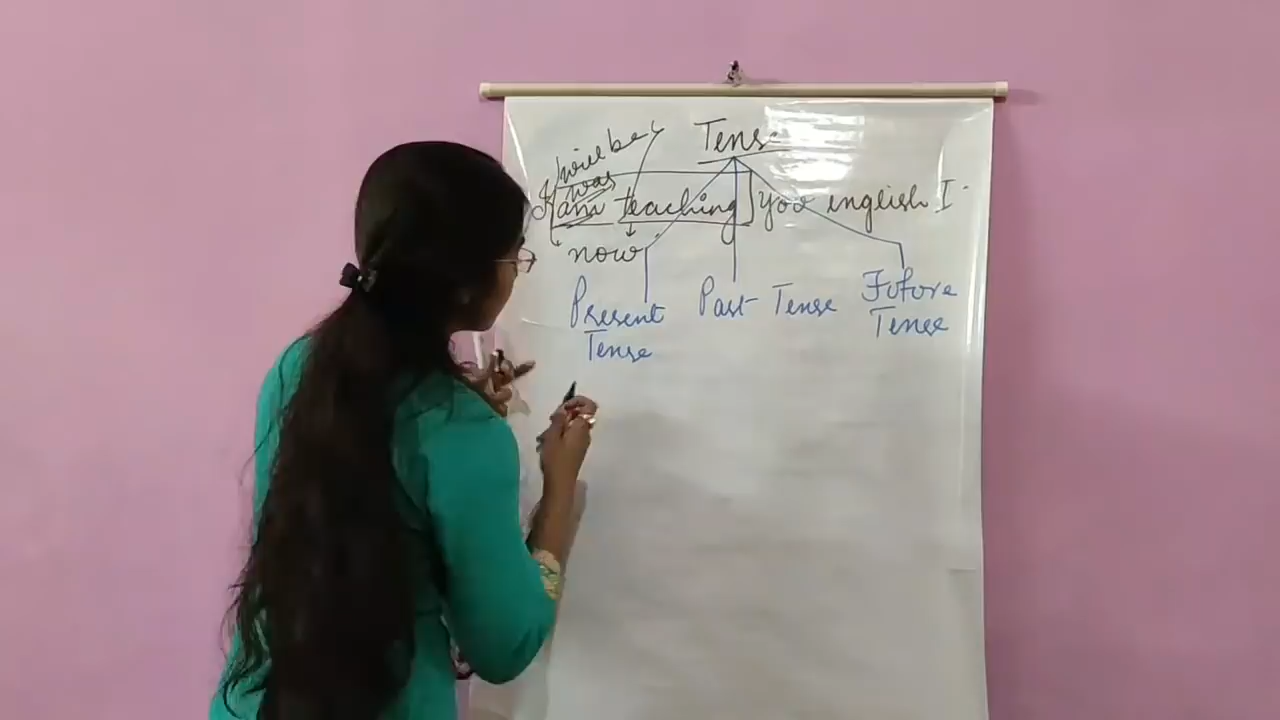 Tense
will be
was
I am teaching you english I
now
Present Past Tense Future
Tense Tense